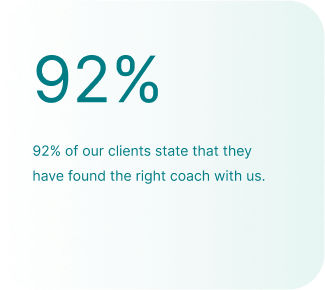 92%
92% of our clients state that they
have found the right coach with us.